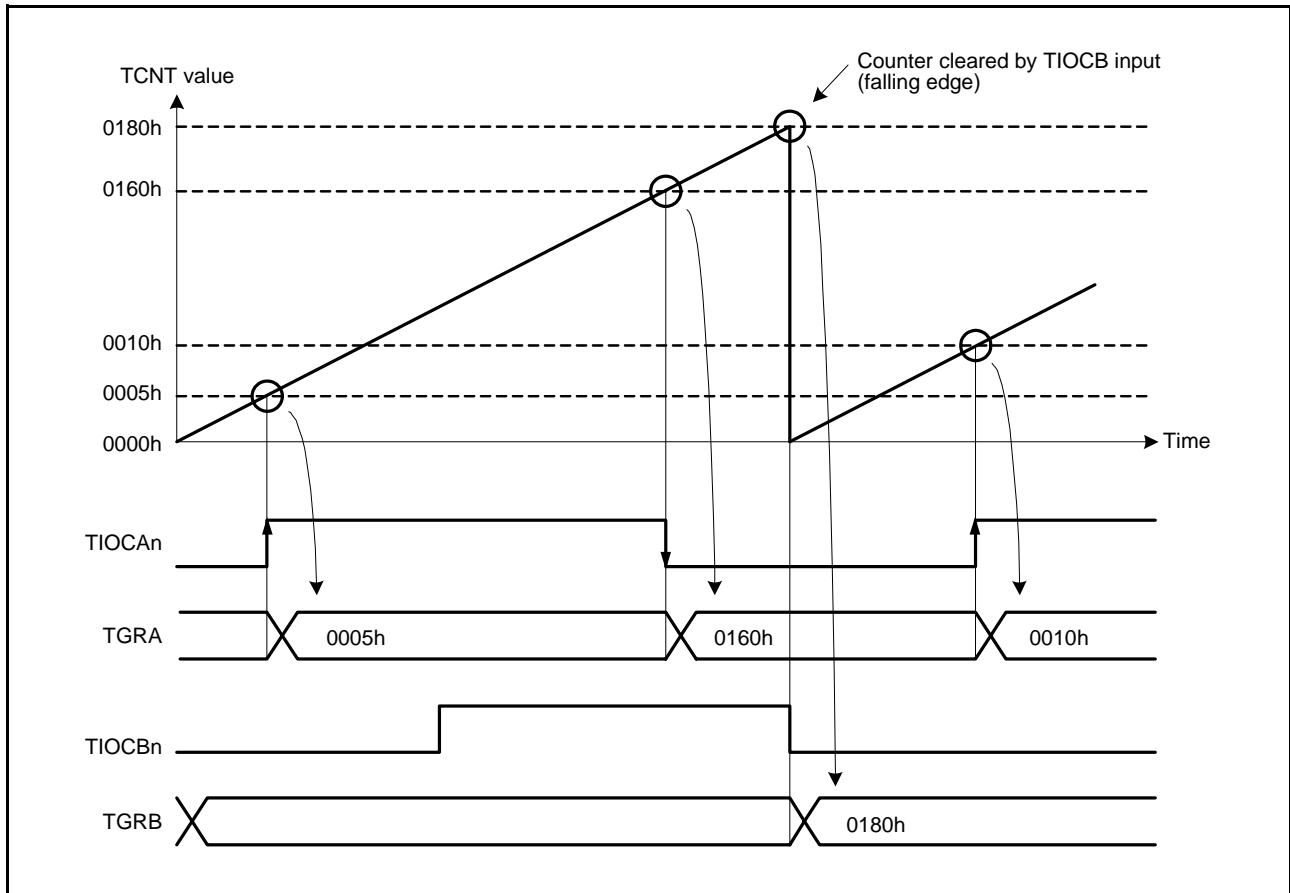 Counter cleared by TIOCB input
(falling edge)
TCNT value
0180h
0160h
0010h
0005h
0000h
Time
TIOCAn
TGRA
0005h
0160h
0010h
TIOCBn
TGRB
0180h